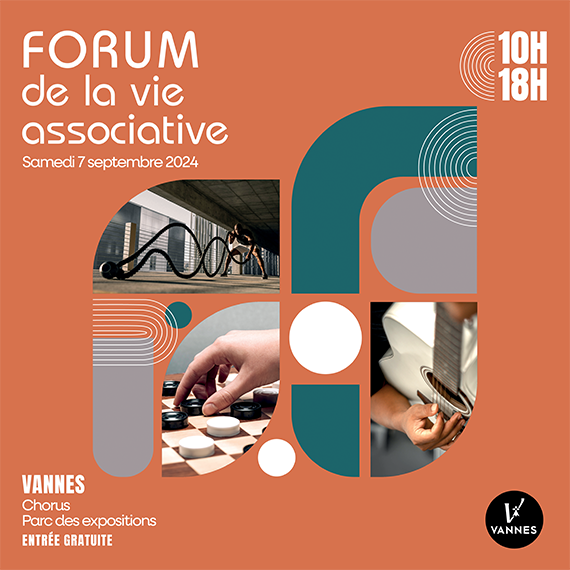 FORUM
de la vie
associative
Samedi 7 septembre 2024
10H
18H
VANNES
Chorus
Parc des expositions
ENTRÉE GRATUITE
VANNES